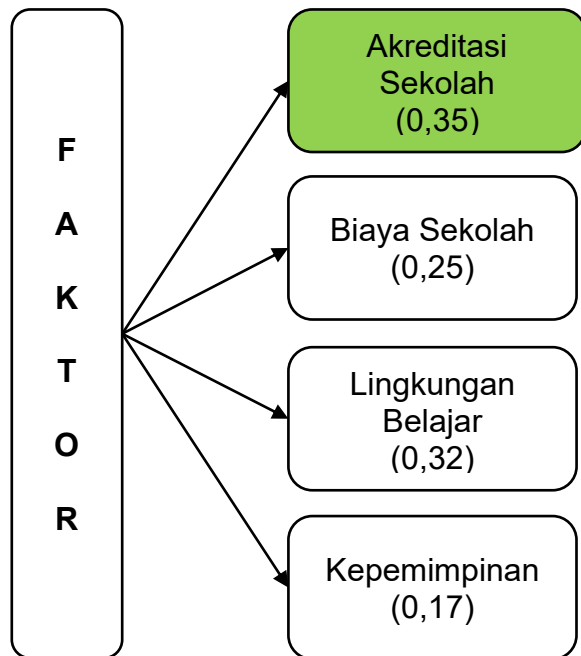 F
A
K
T
O
R
Akreditasi
Sekolah
(0,35)
Biaya Sekolah
(0,25)
Lingkungan
Belajar
(0,32)
Kepemimpinan
(0,17)